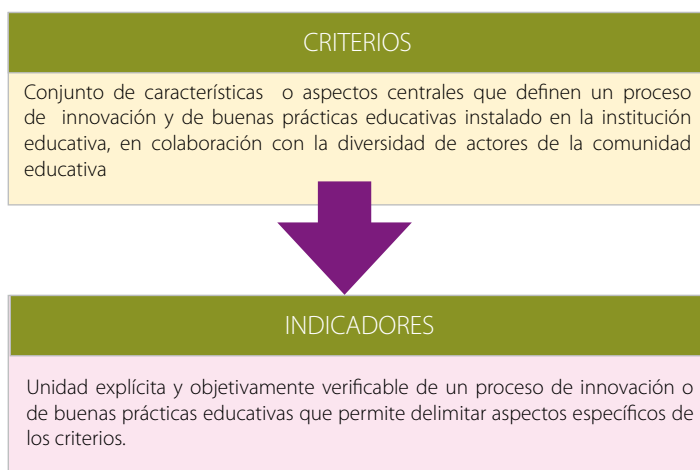 CRITERIOS
Conjunto de características o aspectos centrales que definen un proceso
de innovación y de buenas prácticas educativas instalado en la institución
educativa, en colaboración con la diversidad de actores de la comunidad
educativa
INDICADORES
Unidad explícita y objetivamente verificable de un proceso de innovación o
de buenas prácticas educativas que permite delimitar aspectos específicos de
los criterios.